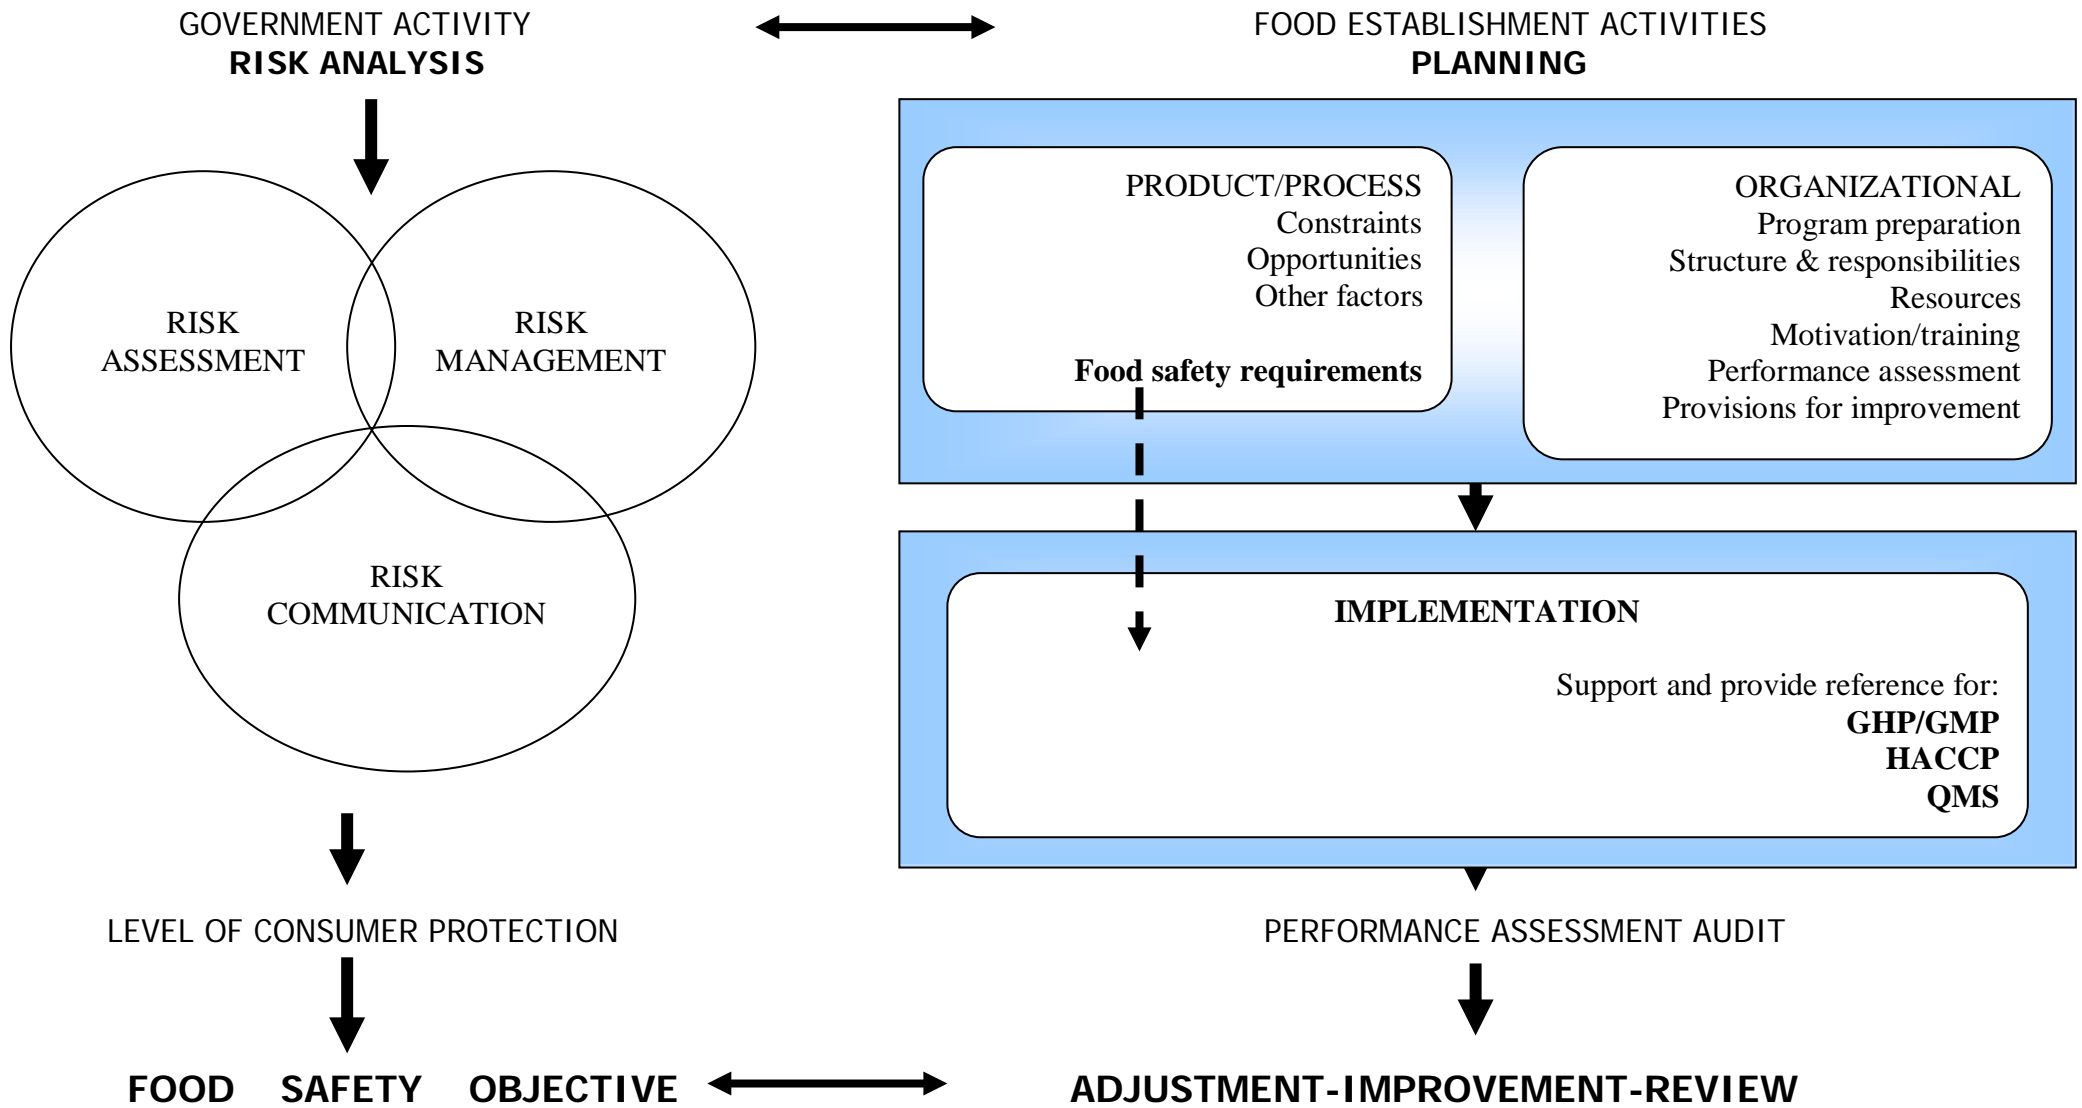 GOVERNMENT ACTIVITY
RISK ANALYSIS
RISK
ASSESSMENT
RISK
MANAGEMENT
RISK
COMMUNICATION
LEVEL OF CONSUMER PROTECTION
FOOD SAFETY OBJECTIVE
FOOD ESTABLISHMENT ACTIVITIES
PLANNING
PRODUCT/PROCESS
Constraints
Opportunities
Other factors
Food safety requirements
ORGANIZATIONAL
Program preparation
Structure & responsibilities
Resources
Motivation/training
Performance assessment
Provisions for improvement
IMPLEMENTATION
Support and provide reference for:
GHP/GMP
HACCP
QMS
PERFORMANCE ASSESSMENT AUDIT
ADJUSTMENT-IMPROVEMENT-REVIEW